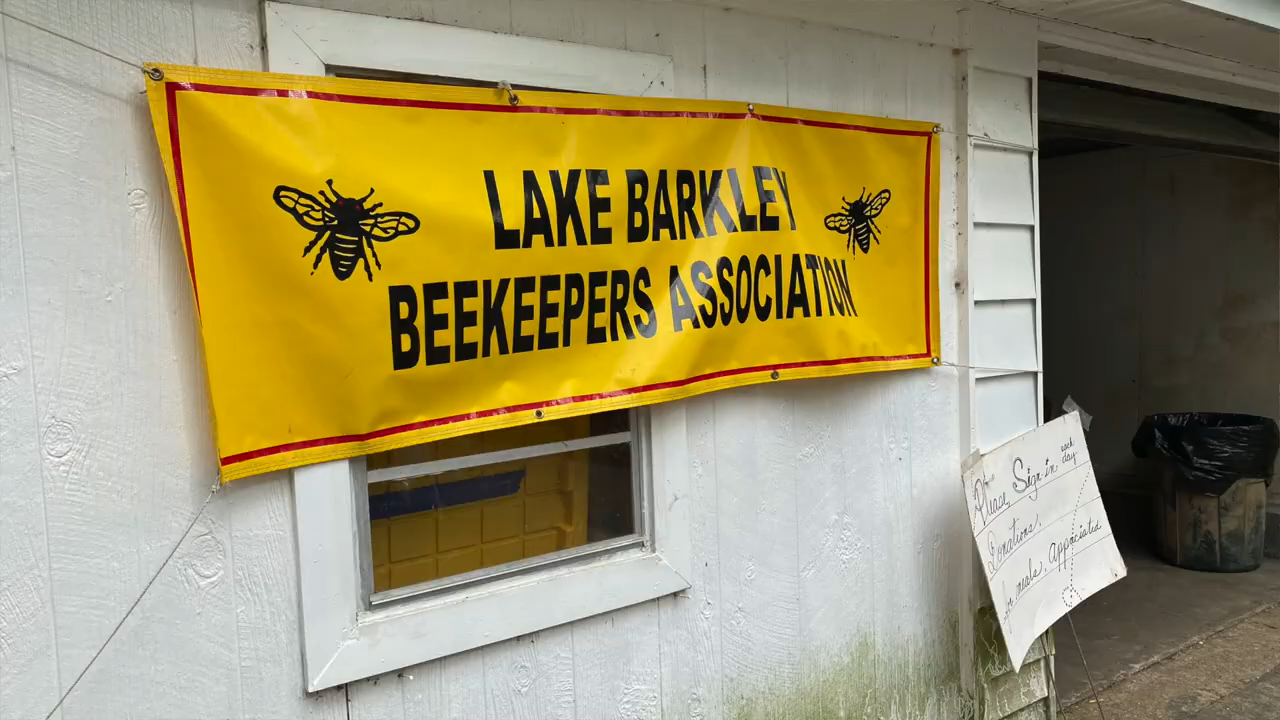 LAKE BARKLEY
BEEKEEPERS ASSOCIATION
Please Sign-in each
day.
Donations,
for meals, Appreciated